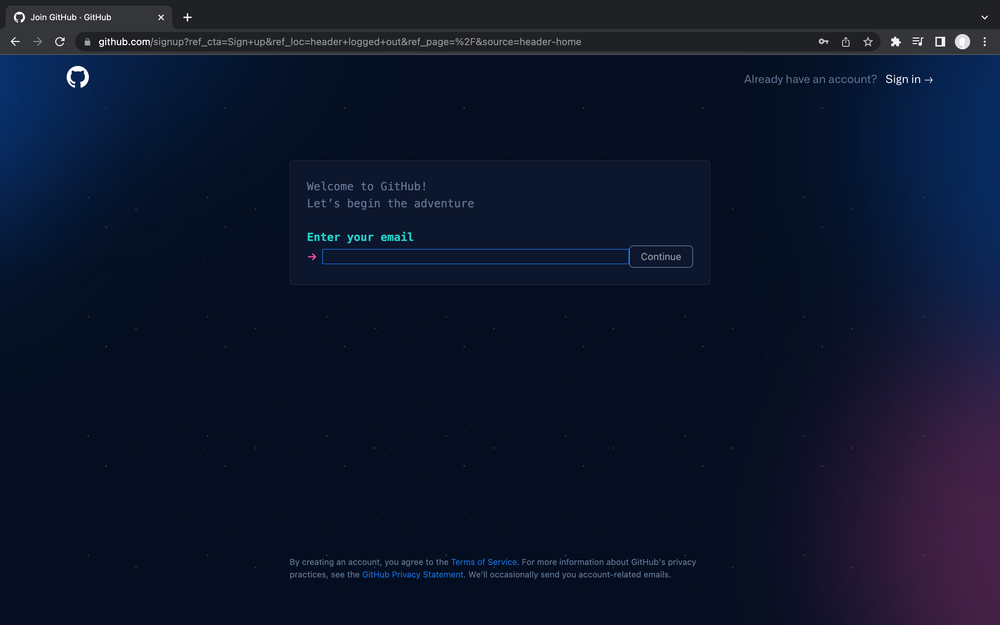 Join GitHub · GitHub
github.com/signup?ref_cta=Sign+up&ref_loc=header+logged+out&ref_page=%2F&source=header-home
Already have an account? Sign in →
Welcome to GitHub!
Let’s begin the adventure
Enter your email
Continue
By creating an account, you agree to the Terms of Service. For more information about GitHub's privacy
practices, see the GitHub Privacy Statement. We'll occasionally send you account-related emails.